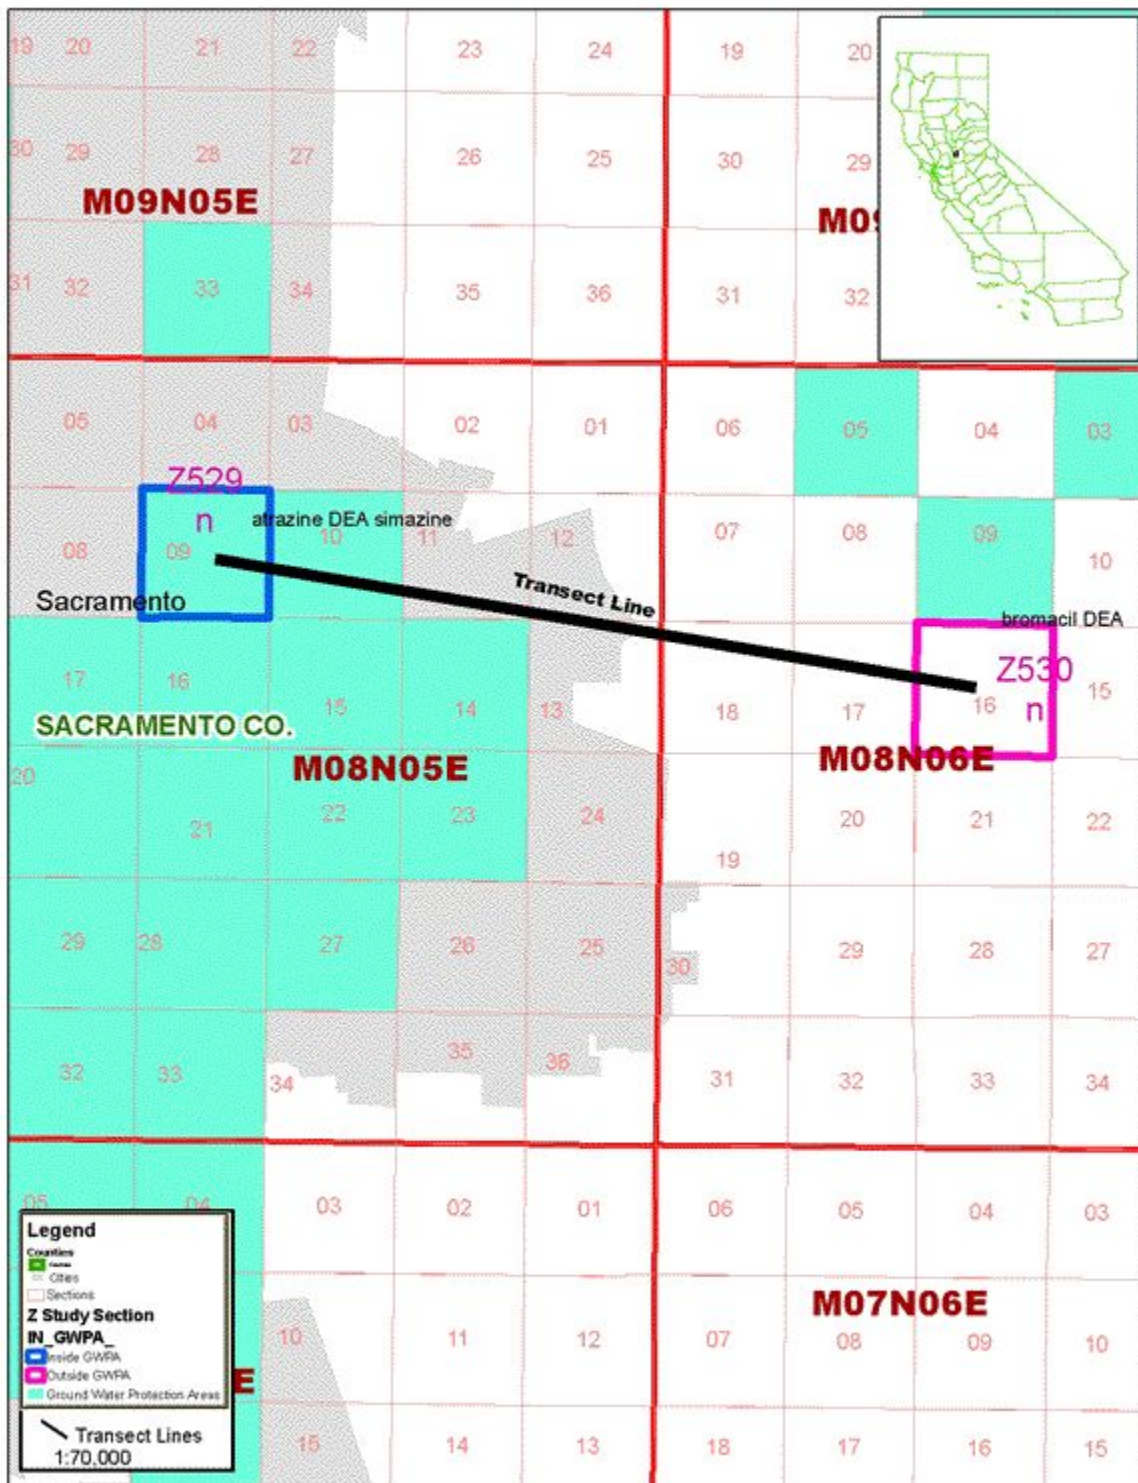 19 20 21 22 23 24 19 20
30 29 28 27 26 25 30 29
M09N05E
M09
31 32 33 34 35 36 31 32
05 04 03 02 01 06 05 04 03
Z529
n
atrazine DEA simazine
08 09 10 11 12 07 08 09 10
Transect Line
Sacramento
bromacil DEA
Z530
n
17 16 15 14 13 18 17 16 15
SACRAMENTO CO.
M08N05E
M08N06E
20 21 22 23 24 19 20 21 22
29 28 27 26 25 30 29 28 27
32 33 34 35 36 31 32 33 34
05 04 03 02 01 06 05 04 03
M07N06E
10 11 12 07 08 09 10
E
15 14 13 18 17 16 15
Legend
Counties
Cities
Sections
Z Study Section
IN_GWPA_
Inside GWPA
Outside GWPA
Ground Water Protection Areas
Transect Lines
1:70,000